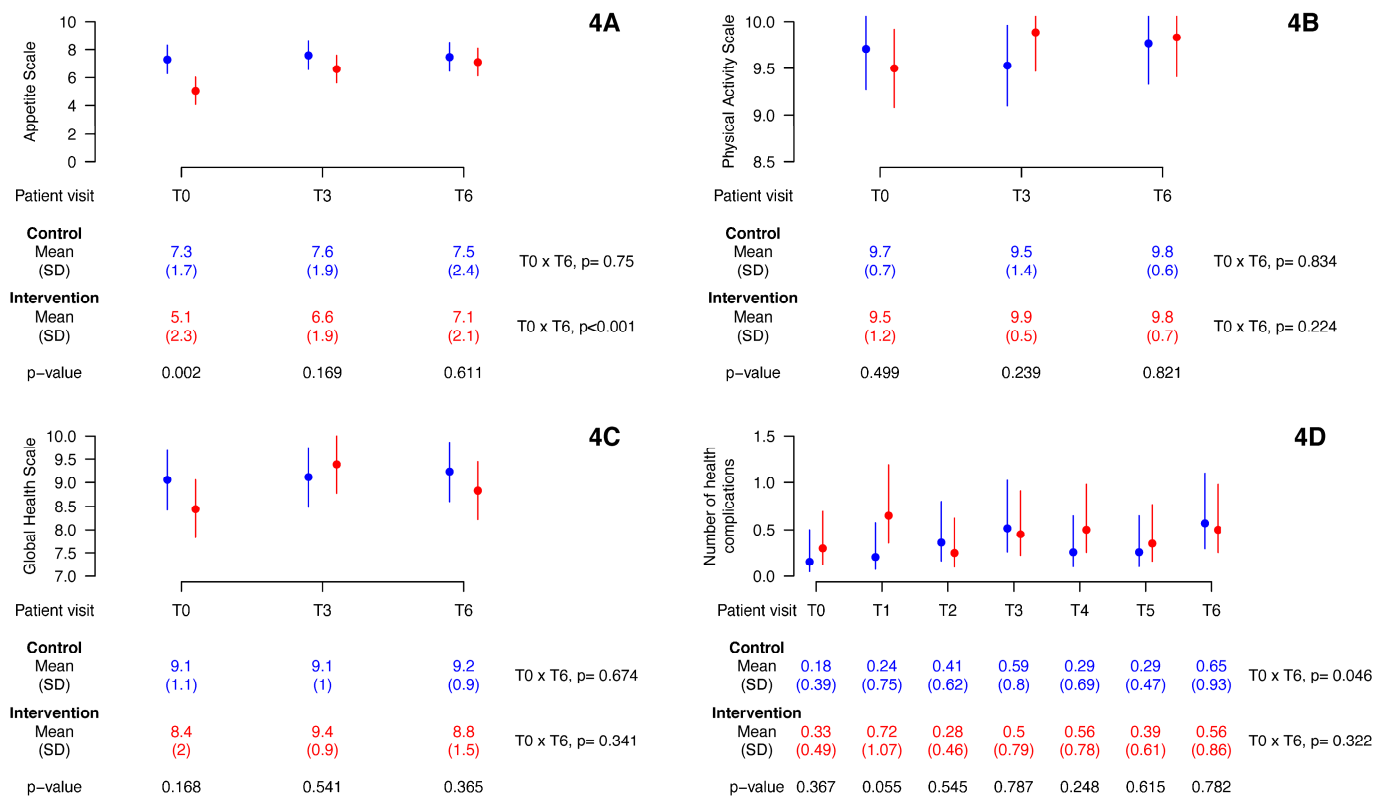 4A
10
8
6
4
2
0
Appetite Scale
Patient visit T0 T3 T6
Control
Mean 7.3 7.6 7.5
(SD) (1.7) (1.9) (2.4)
T0 x T6, p= 0.75
Intervention
Mean 5.1 6.6 7.1
(SD) (2.3) (1.9) (2.1)
T0 x T6, p<0.001
p−value 0.002 0.169 0.611
4B
10.0
9.5
9.0
8.5
Physical Activity Scale
Patient visit T0 T3 T6
Control
Mean 9.7 9.5 9.8
(SD) (0.7) (1.4) (0.6)
T0 x T6, p= 0.834
Intervention
Mean 9.5 9.9 9.8
(SD) (1.2) (0.5) (0.7)
T0 x T6, p= 0.224
p−value 0.499 0.239 0.821
4C
10.0
9.5
9.0
8.5
8.0
7.5
7.0
Global Health Scale
Patient visit T0 T3 T6
Control
Mean 9.1 9.1 9.2
(SD) (1.1) (1) (0.9)
T0 x T6, p= 0.674
Intervention
Mean 8.4 9.4 8.8
(SD) (2) (0.9) (1.5)
T0 x T6, p= 0.341
p−value 0.168 0.541 0.365
4D
1.5
1.0
0.5
0.0
Number of health
complications
Patient visit T0 T1 T2 T3 T4 T5 T6
Control
Mean 0.18 0.24 0.41 0.59 0.29 0.29 0.65
(SD) (0.39) (0.75) (0.62) (0.8) (0.69) (0.47) (0.93)
T0 x T6, p= 0.046
Intervention
Mean 0.33 0.72 0.28 0.5 0.56 0.39 0.56
(SD) (0.49) (1.07) (0.46) (0.79) (0.78) (0.61) (0.86)
T0 x T6, p= 0.322
p−value 0.367 0.055 0.545 0.787 0.248 0.615 0.782